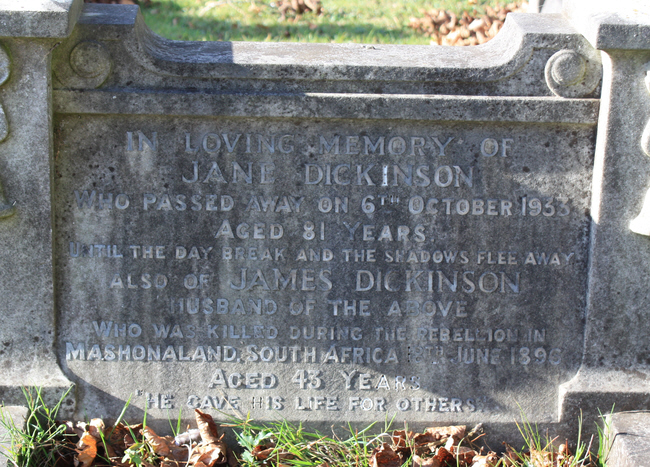 IN LOVING MEMORY OF
JANE DICKINSON
WHO PASSED AWAY ON 6TH OCTOBER 1933
AGED 81 YEARS
UNTIL THE DAY BREAK AND THE SHADOWS FLEE AWAY
ALSO OF JAMES DICKINSON
HUSBAND OF THE ABOVE
WHO WAS KILLED DURING THE REBELLION IN
MASHONALAND, SOUTH AFRICA JUNE 1896
AGED 43 YEARS
"HE GAVE HIS LIFE FOR OTHERS"